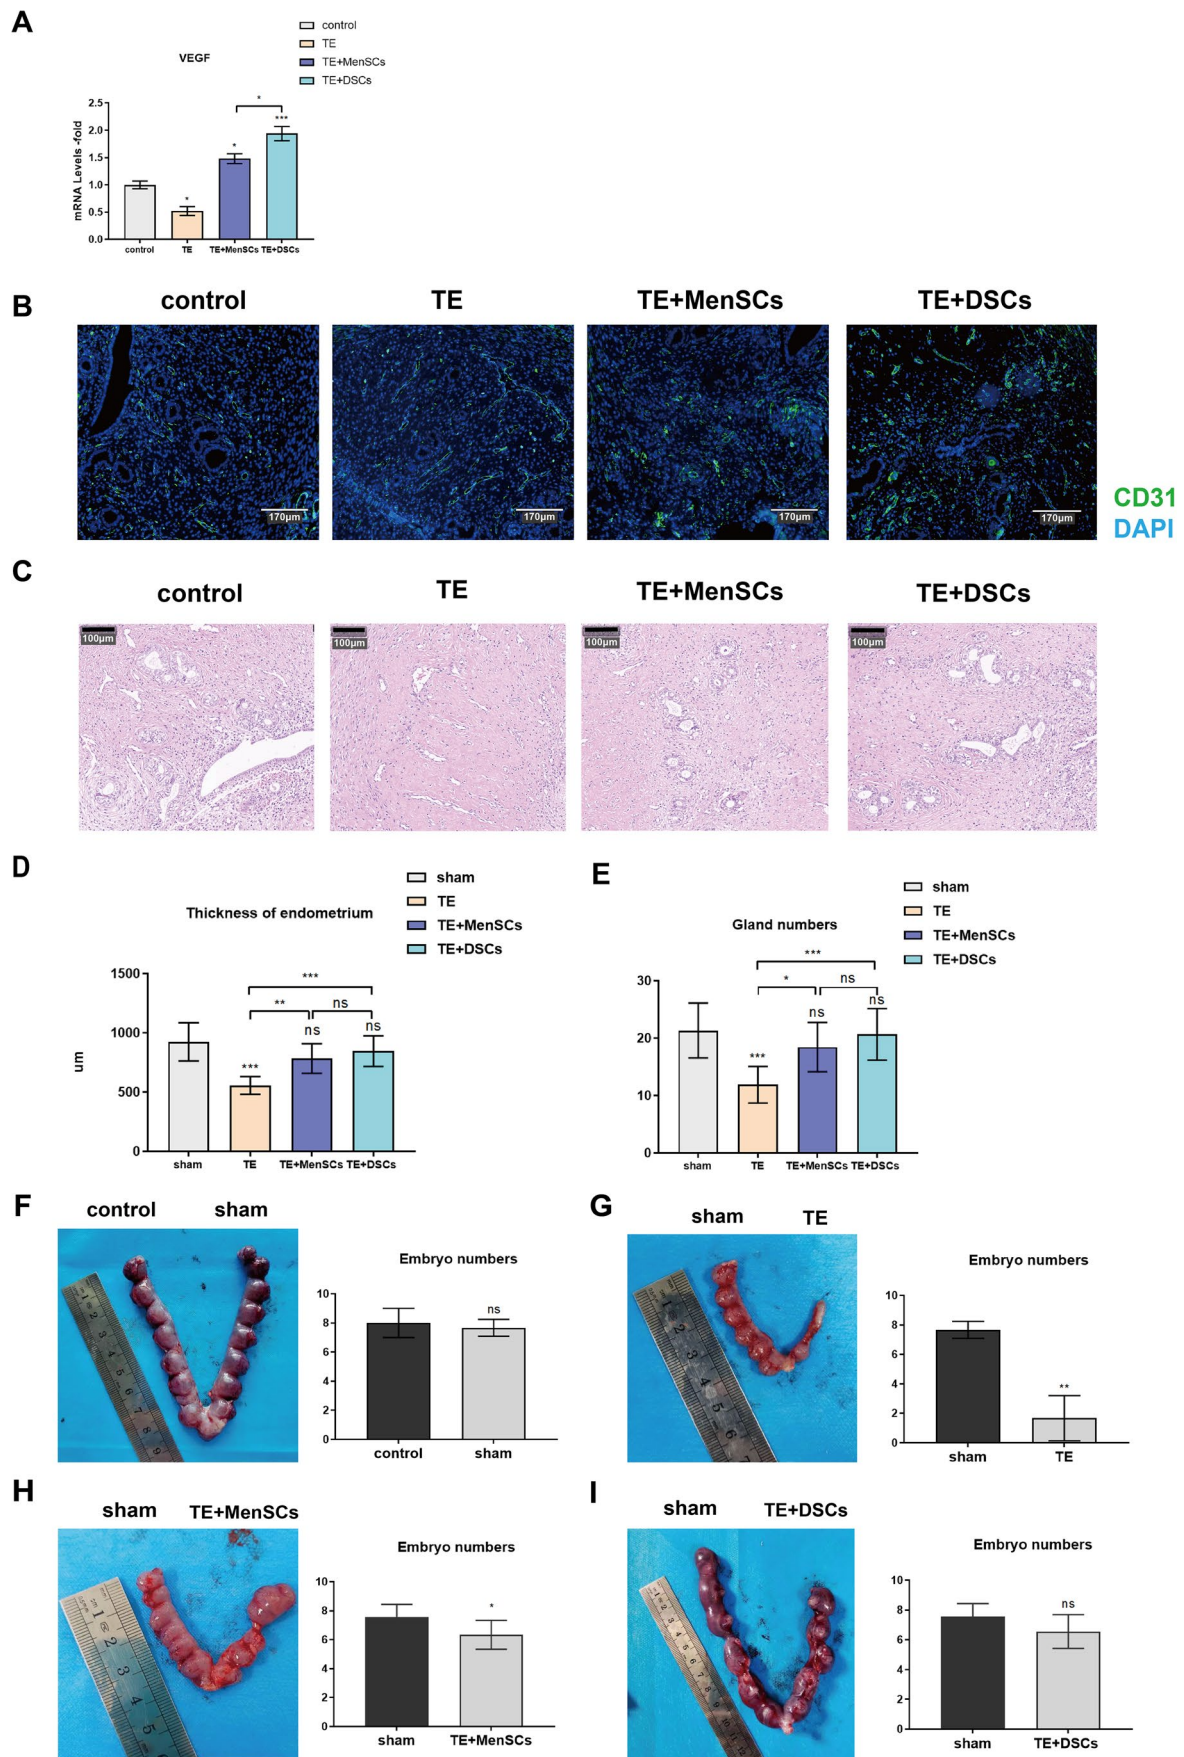 A
control
TE
TE+MenSCs
TE+DSCs
VEGF
mRNA Levels -fold
2.5
2.0
1.5
1.0
0.5
0.0
*
*
***
*
control TE TE+MenSCs TE+DSCs
B
control TE TE+MenSCs TE+DSCs
170μm 170μm 170μm 170μm
CD31
DAPI
C
control TE TE+MenSCs TE+DSCs
100μm 100μm 100μm 100μm
D
sham
TE
TE+MenSCs
TE+DSCs
Thickness of endometrium
um
1500
1000
500
0
***
** ns
*** ns ns
sham TE TE+MenSCs TE+DSCs
E
sham
TE
TE+MenSCs
TE+DSCs
Gland numbers
30
20
10
0
***
* ns
*** ns ns
sham TE TE+MenSCs TE+DSCs
F
control sham
Embryo numbers
10
8
6
4
2
0
ns
control sham
G
sham TE
Embryo numbers
10
8
6
4
2
0
**
sham TE
H
sham TE+MenSCs
Embryo numbers
10
8
6
4
2
0
*
sham TE+MenSCs
I
sham TE+DSCs
Embryo numbers
10
8
6
4
2
0
ns
sham TE+DSCs